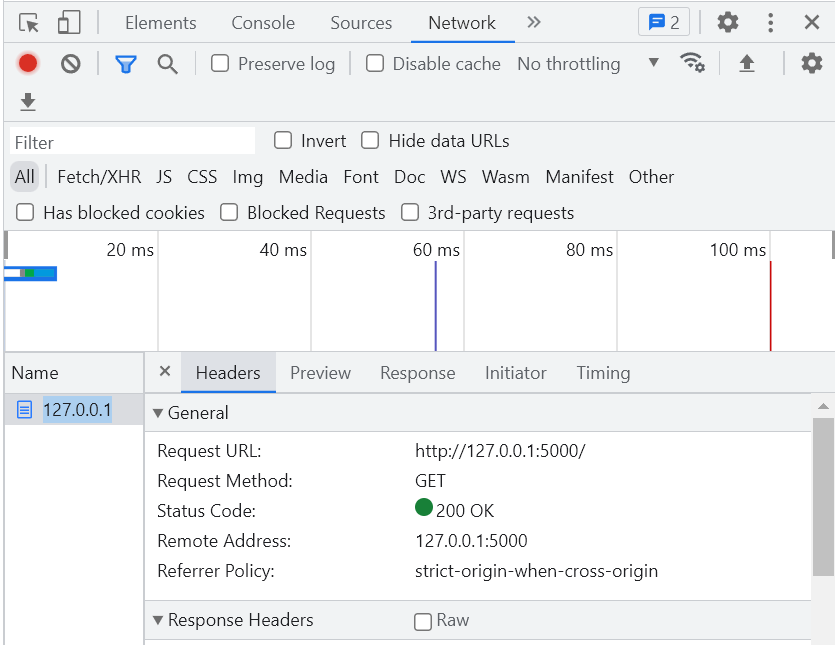 Elements Console Sources Network 2
Preserve log Disable cache No throttling
Filter Invert Hide data URLs
All Fetch/XHR JS CSS Img Media Font Doc WS Wasm Manifest Other
Has blocked cookies Blocked Requests 3rd-party requests
20 ms 40 ms 60 ms 80 ms 100 ms
Name Headers Preview Response Initiator Timing
127.0.0.1 General
Request URL: http://127.0.0.1:5000/
Request Method: GET
Status Code: 200 OK
Remote Address: 127.0.0.1:5000
Referrer Policy: strict-origin-when-cross-origin
Response Headers Raw